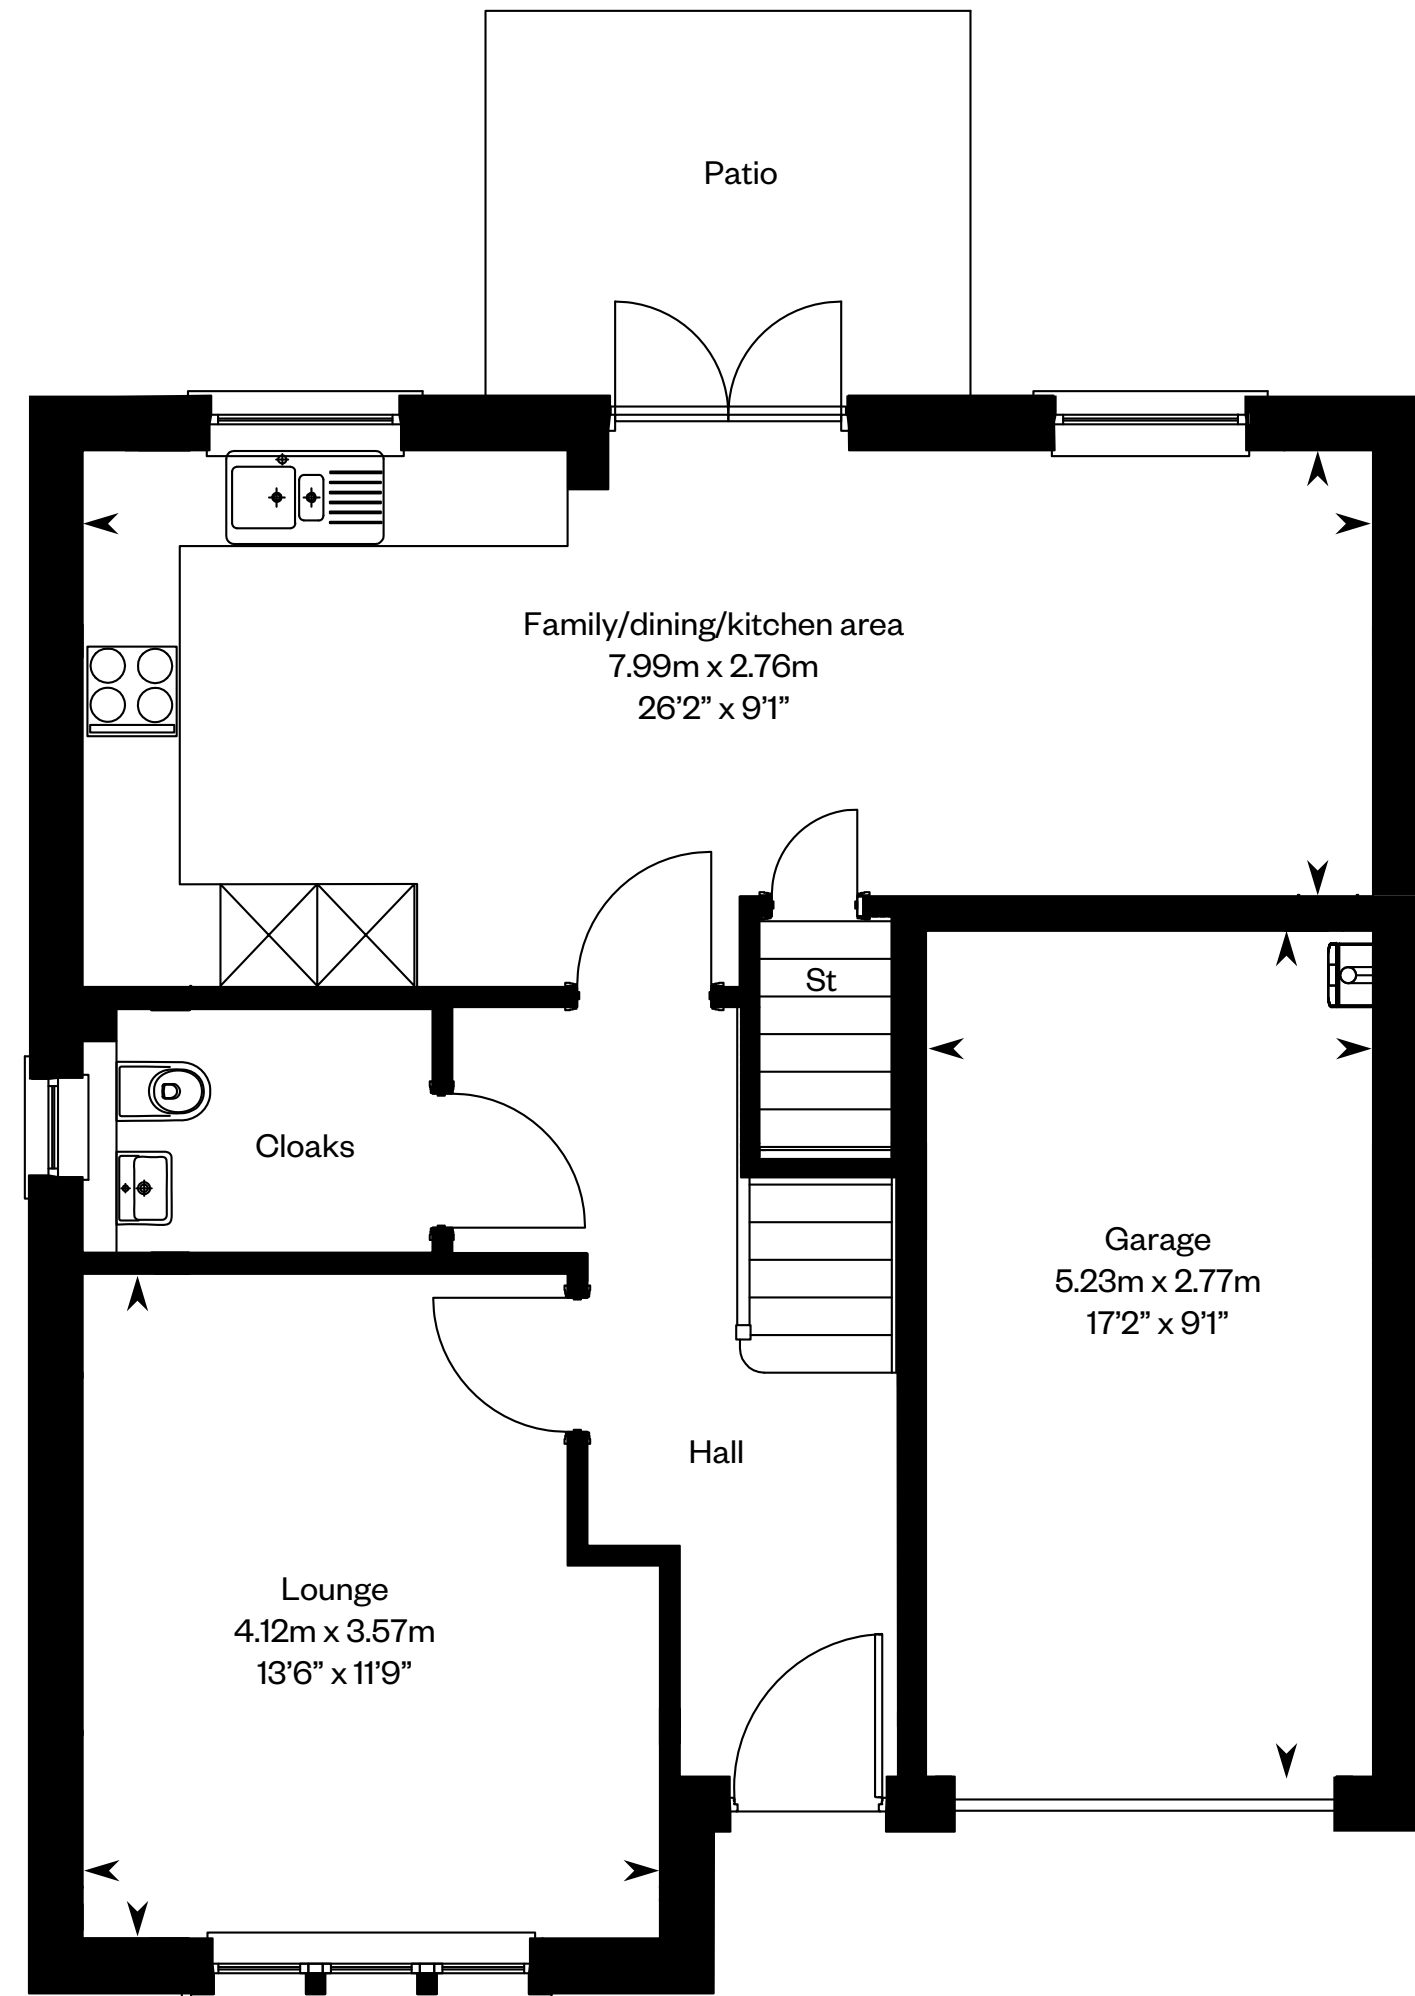 Patio
Family/dining/kitchen area
7.99m x 2.76m
26’2” x 9’1”
St
Cloaks
Garage
5.23m x 2.77m
17’2” x 9’1”
Hall
Lounge
4.12m x 3.57m
13’6” x 11’9”